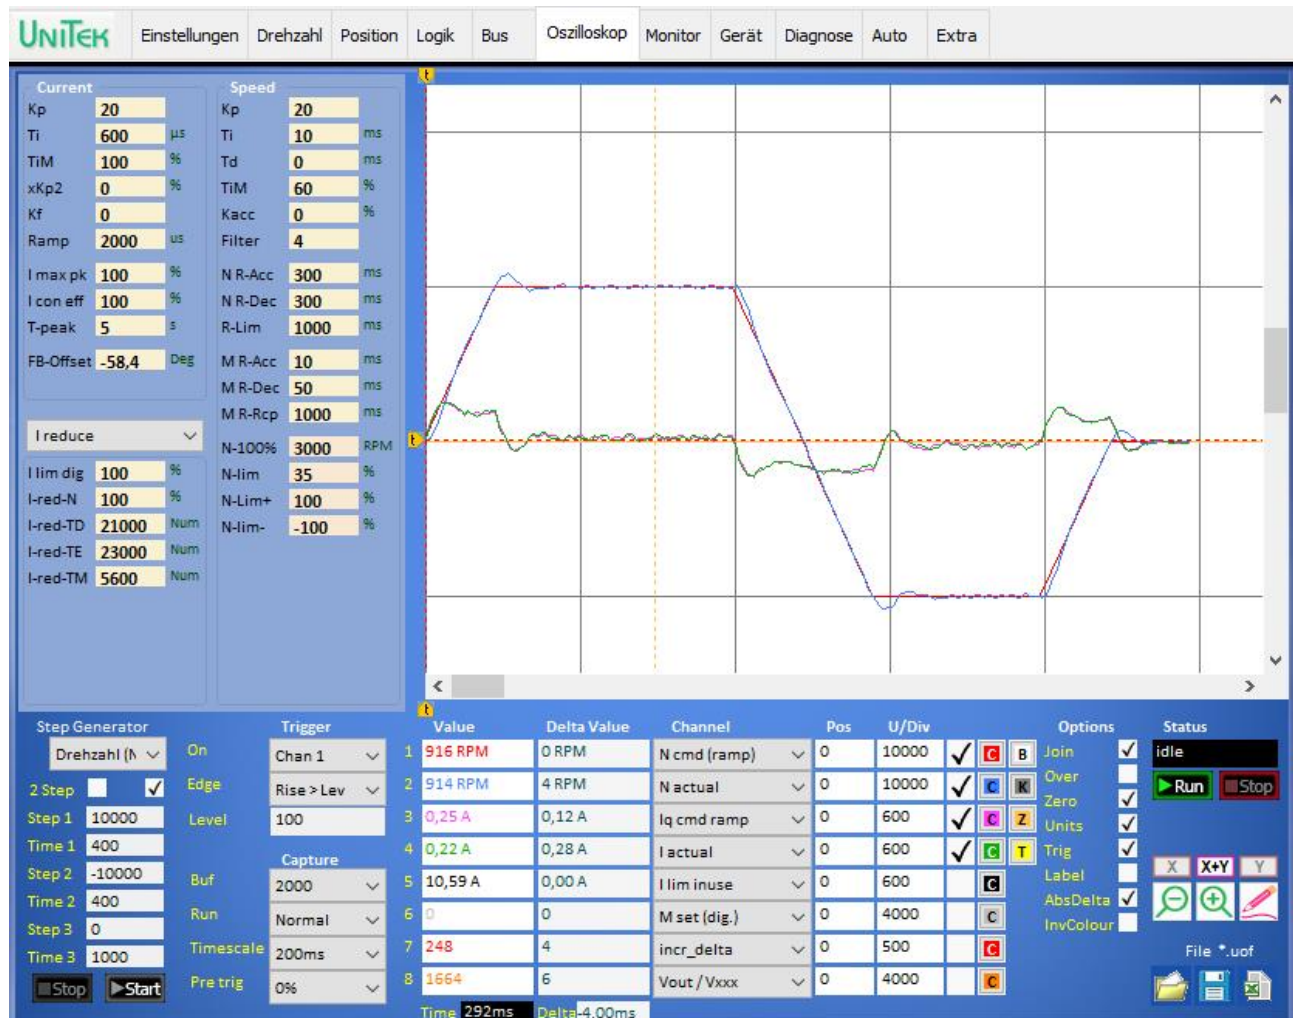 UNITEK Einstellungen Drehzahl Position Logik Bus Oszilloskop Monitor Gerät Diagnose Auto Extra
Current
Kp 20
Ti 600 µs
TiM 100 %
xKp2 0 %
Kf 0
Ramp 2000 us
I max pk 100 %
I con eff 100 %
T-peak 5 s
FB-Offset -58,4 Deg
I reduce
I lim dig 100 %
I-red-N 100 %
I-red-TD 21000 Num
I-red-TE 23000 Num
I-red-TM 5600 Num
Speed
Kp 20
Ti 10 ms
Td 0 ms
TiM 60 %
Kacc 0 %
Filter 4
N R-Acc 300 ms
N R-Dec 300 ms
R-Lim 1000 ms
M R-Acc 10 ms
M R-Dec 50 ms
M R-Rcp 1000 ms
N-100% 3000 RPM
N-lim 35 %
N-Lim+ 100 %
N-lim- -100 %
t
t
t
Step Generator
Drehzahl (N
2 Step
Step 1 10000
Time 1 400
Step 2 -10000
Time 2 400
Step 3 0
Time 3 1000
Stop Start
Trigger
On Chan 1
Edge Rise > Lev
Level 100
Capture
Buf 2000
Run Normal
Timescale 200ms
Pre trig 0%
Value Delta Value Channel Pos U/Div
1 916 RPM 0 RPM N cmd (ramp) 0 10000 C B
2 914 RPM 4 RPM N actual 0 10000 C K
3 0,25 A 0,12 A Iq cmd ramp 0 600 C Z
4 0,22 A 0,28 A I actual 0 600 C T
5 10,59 A 0,00 A I lim inuse 0 600 C
6 0 0 M set (dig.) 0 4000 C
7 248 4 incr_delta 0 500 C
8 1664 6 Vout / Vxxx 0 4000 C
Time 292ms Delta -4,00ms
Options
Join
Over
Zero
Units
Trig
Label
AbsDelta
InvColour
Status
idle
Run Stop
X X+Y Y
File *.uof